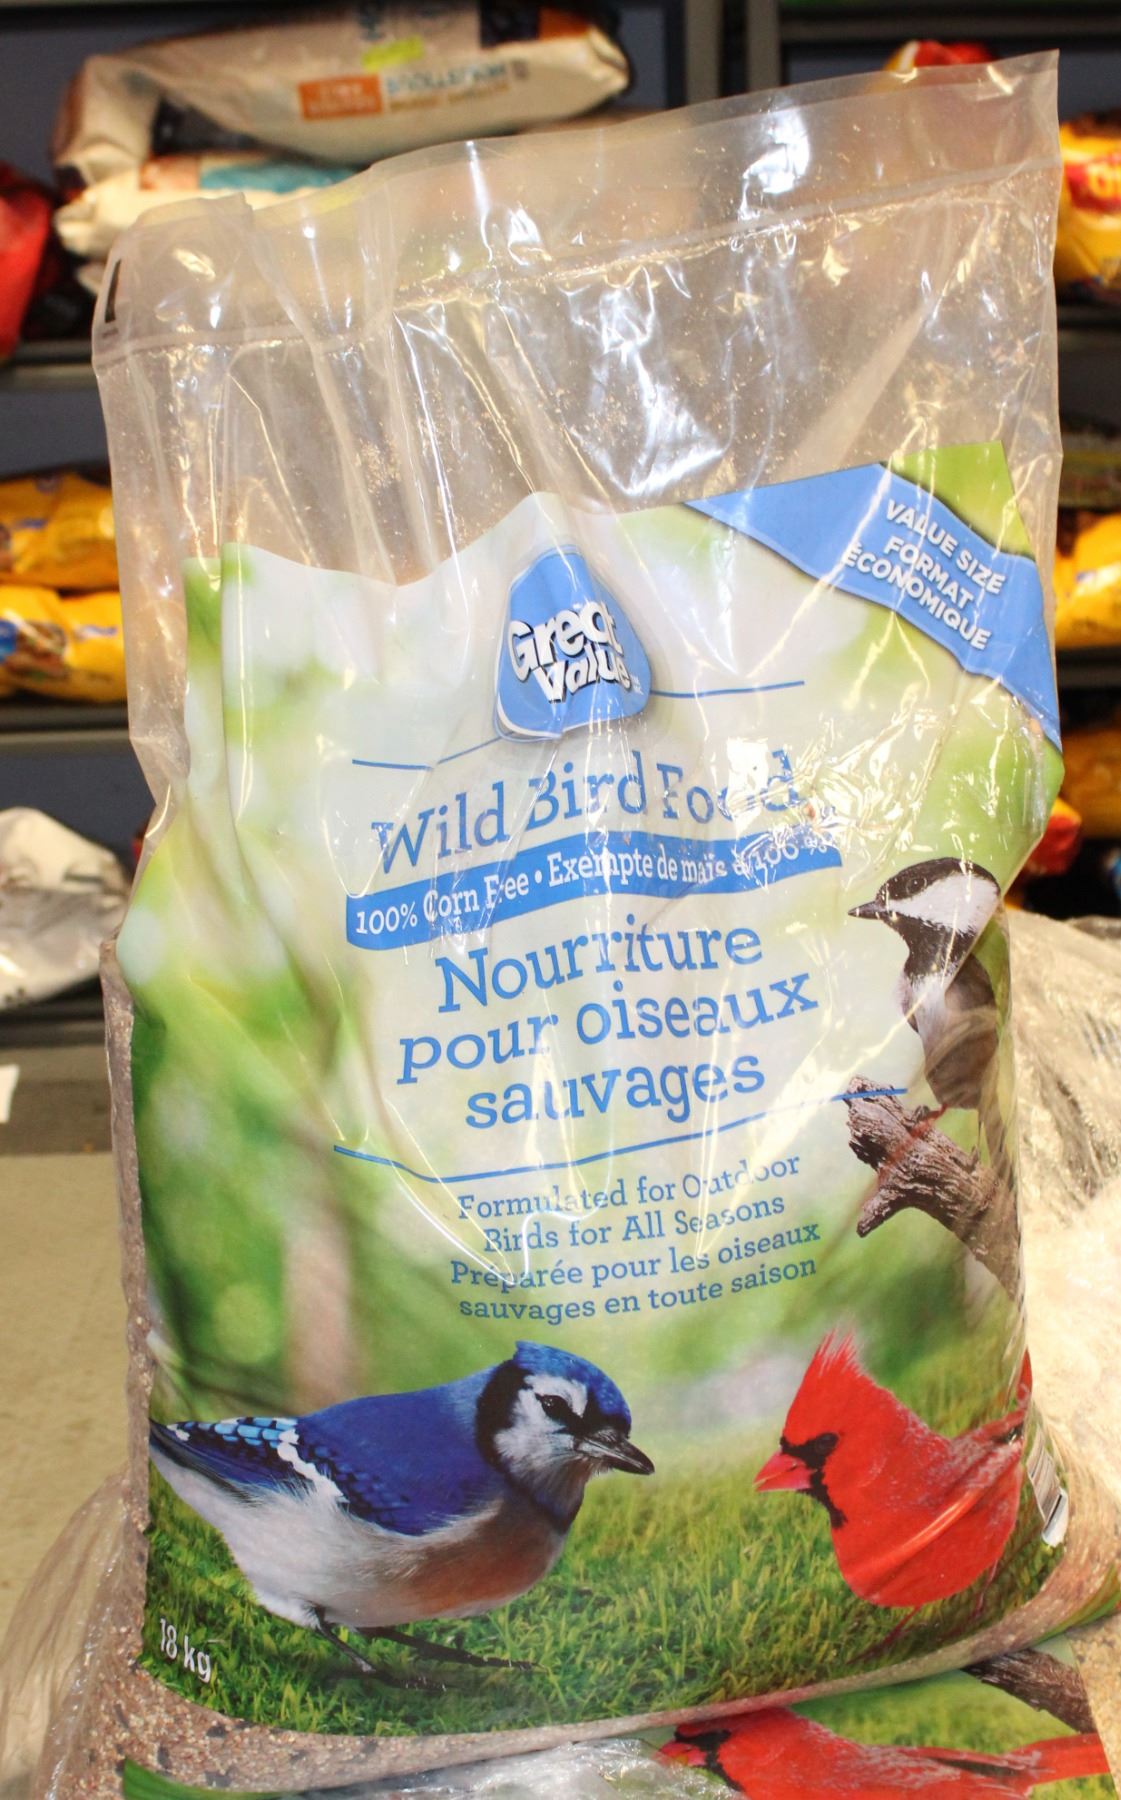 VALUE SIZE
FORMAT
ÉCONOMIQUE
Great
Value
Wild Bird Food
100% Corn Free • Exempte de maïs à 100 %
Nourriture
pour oiseaux
sauvages
Formulated for Outdoor
Birds for All Seasons
Préparée pour les oiseaux
sauvages en toute saison
18 kg